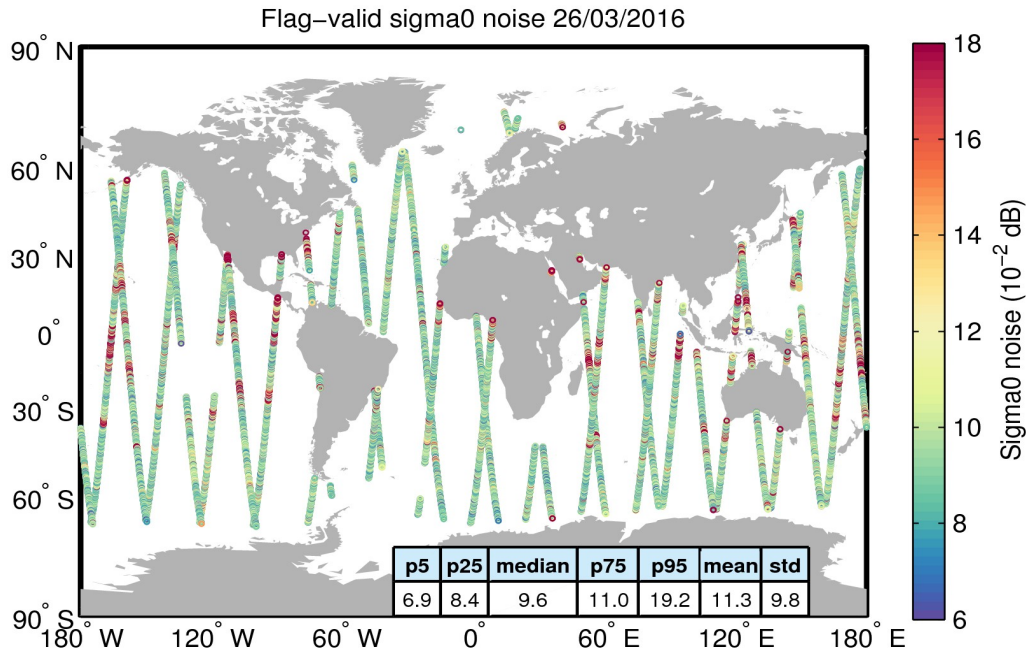 Flag−valid sigma0 noise 26/03/2016
90° N
60° N
30° N
0°
30° S
60° S
90° S
180° W
120° W
60° W
0°
60° E
120° E
180° E
p5 p25 median p75 p95 mean std
6.9 8.4 9.6 11.0 19.2 11.3 9.8
18
16
14
12
10
8
6
Sigma0 noise (10⁻² dB)